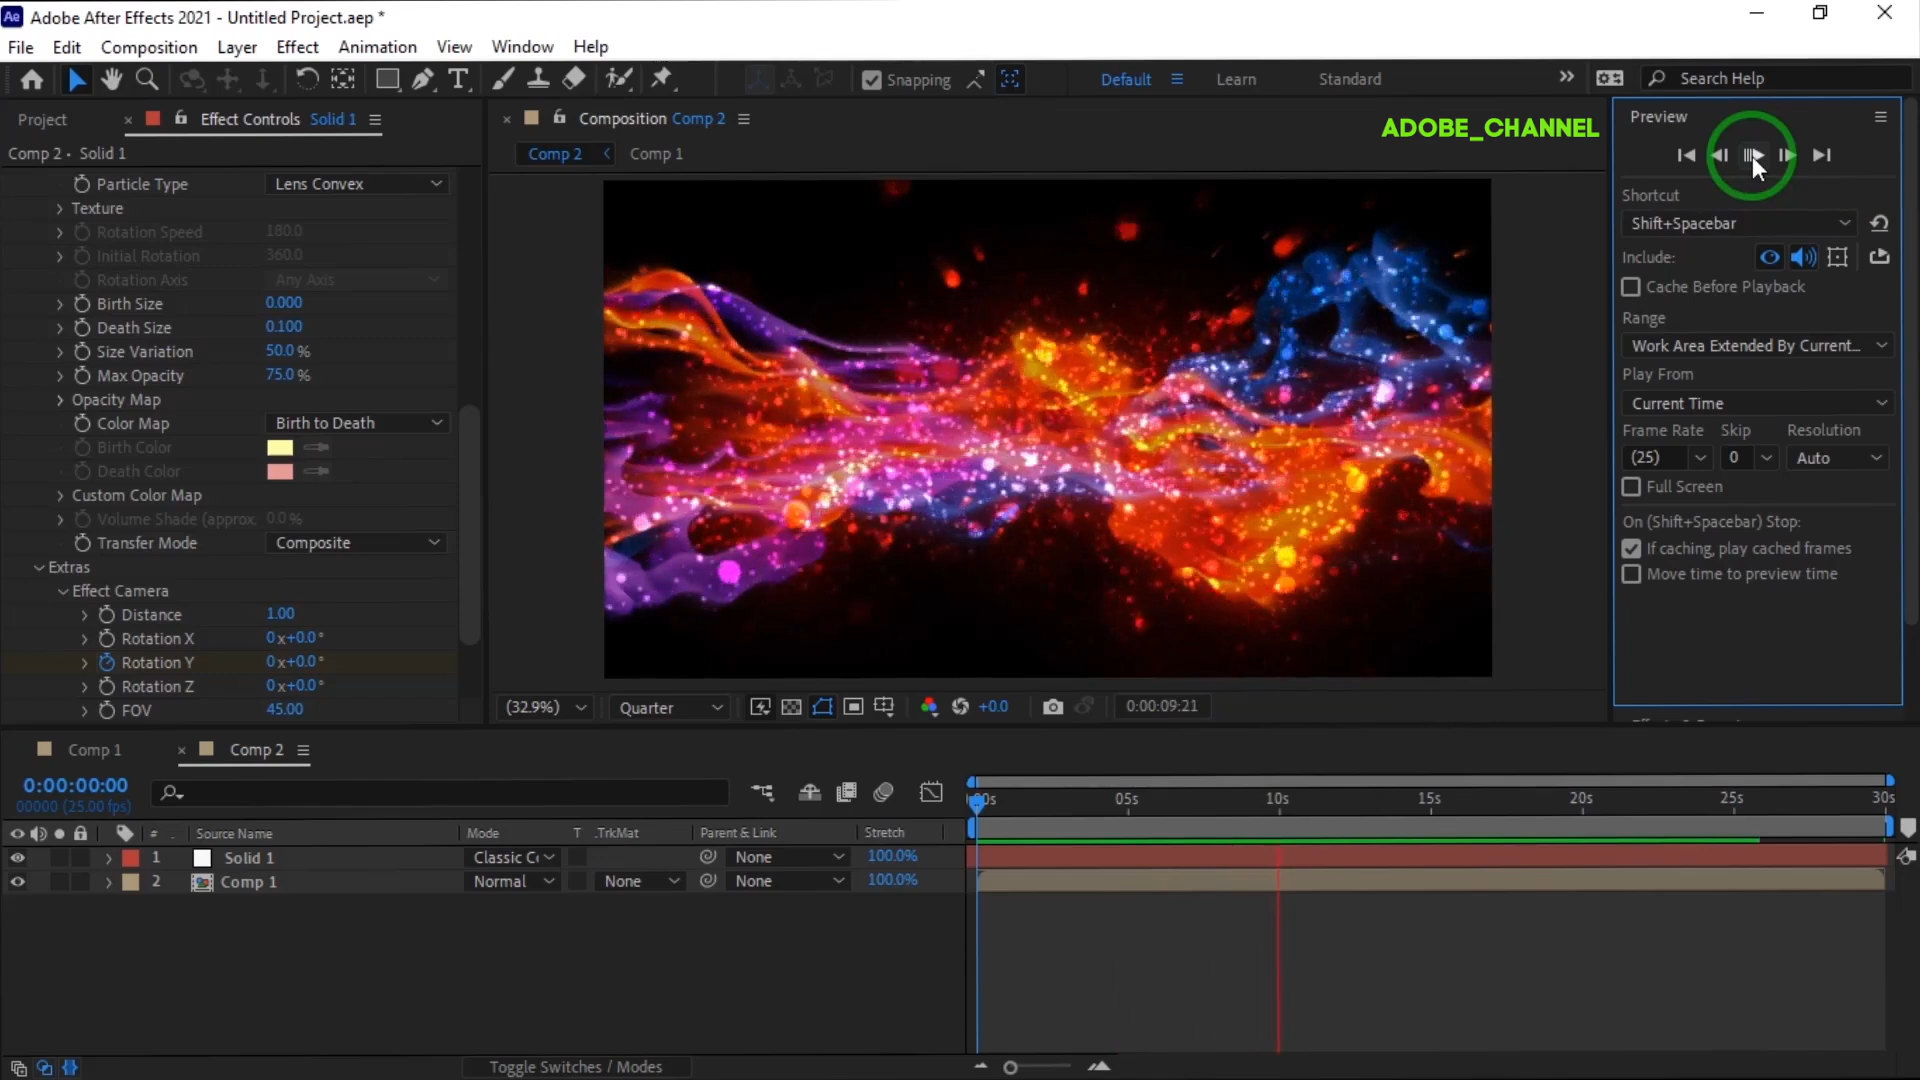 Ae Adobe After Effects 2021 - Untitled Project.aep *
File Edit Composition Layer Effect Animation View Window Help
Snapping Default Learn Standard Search Help
Project Effect Controls Solid 1
Comp 2 • Solid 1
Particle Type Lens Convex
Texture
Rotation Speed 180.0
Initial Rotation 360.0
Rotation Axis Any Axis
Birth Size 0.000
Death Size 0.100
Size Variation 50.0 %
Max Opacity 75.0 %
Opacity Map
Color Map Birth to Death
Birth Color
Death Color
Custom Color Map
Volume Shade (approx. 0.0 %
Transfer Mode Composite
Extras
Effect Camera
Distance 1.00
Rotation X 0x+0.0°
Rotation Y 0x+0.0°
Rotation Z 0x+0.0°
FOV 45.00
Composition Comp 2
Comp 2 Comp 1
ADOBE_CHANNEL
(32.9%) Quarter +0.0 0:00:09:21
Preview
Shortcut
Shift+Spacebar
Include:
Cache Before Playback
Range
Work Area Extended By Current...
Play From
Current Time
Frame Rate Skip Resolution
(25) 0 Auto
Full Screen
On (Shift+Spacebar) Stop:
If caching, play cached frames
Move time to preview time
Comp 1 Comp 2
0:00:00:00
00000 (25.00 fps)
00s 05s 10s 15s 20s 25s 30s
# Source Name Mode T .TrkMat Parent & Link Stretch
1 Solid 1 Classic Co None 100.0%
2 Comp 1 Normal None None 100.0%
Toggle Switches / Modes